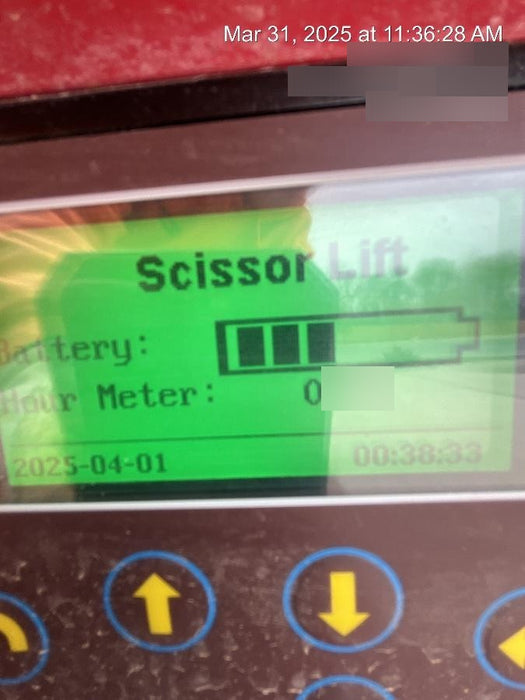 Mar 31, 2025 at 11:36:28 AM
Scissor Lift
Battery:
Hour Meter: 0
2025-04-01 00:38:33